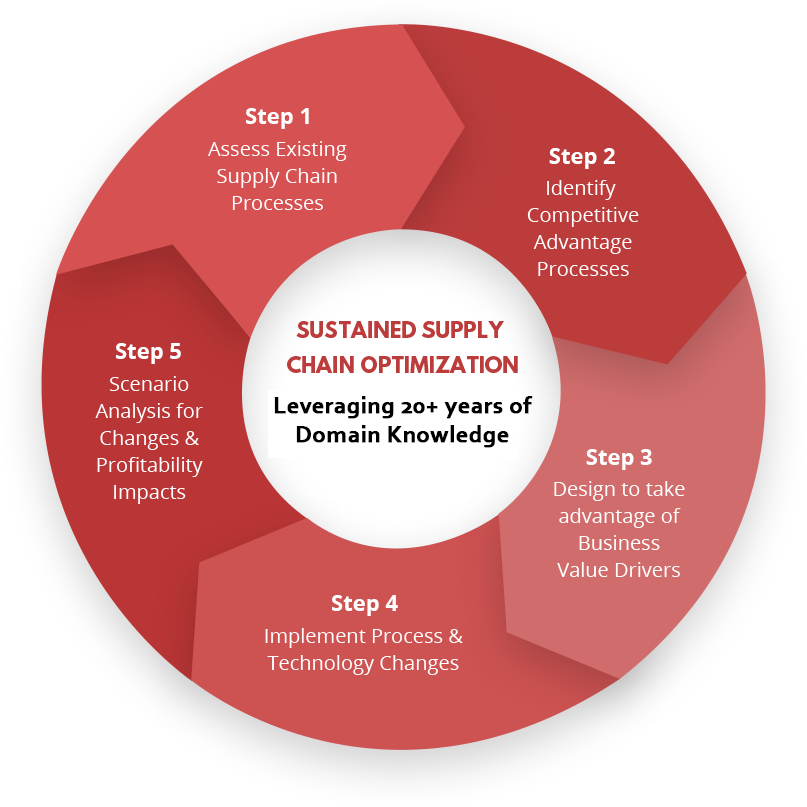 Step 1
Assess Existing
Supply Chain
Processes
Step 2
Identify
Competitive
Advantage
Processes
Step 3
Design to take
advantage of
Business
Value Drivers
Step 4
Implement Process &
Technology Changes
Step 5
Scenario
Analysis for
Changes &
Profitability
Impacts
SUSTAINED SUPPLY
CHAIN OPTIMIZATION
Leveraging 20+ years of
Domain Knowledge